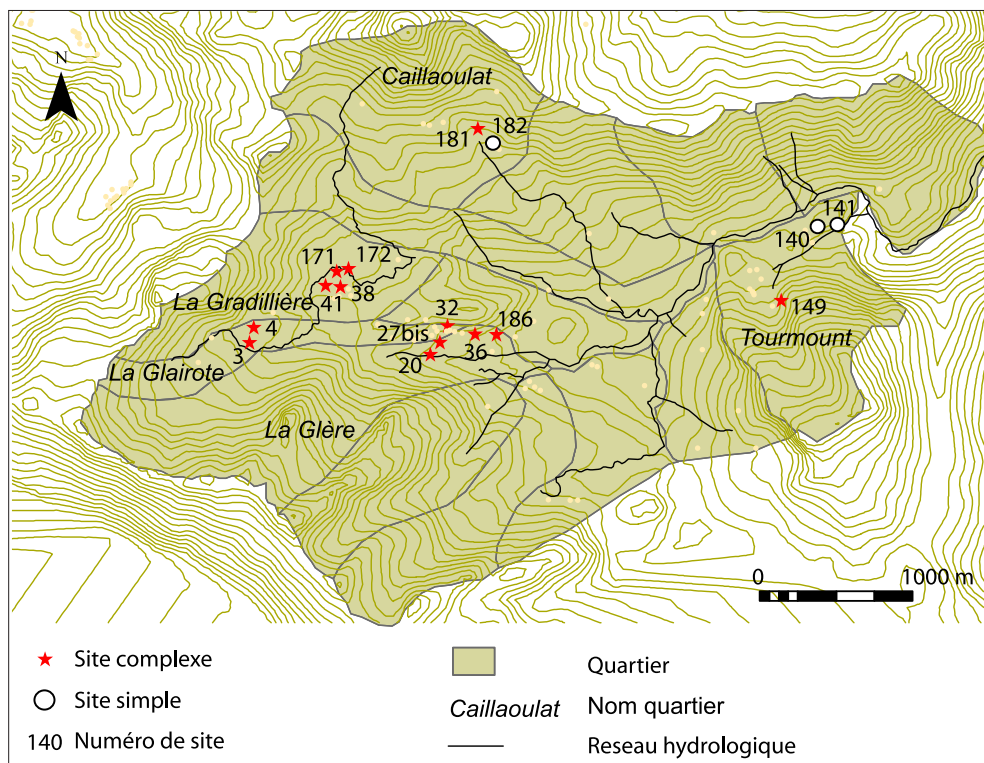 N
Caillaoulat
182
181
141
140
171
172
La Gradillière
41
38
149
32
186
4
27bis
Tourmount
3
36
20
La Glairote
La Glère
0
1000 m
Site complexe
Quartier
Site simple
Caillaoulat
Nom quartier
140
Numéro de site
Reseau hydrologique